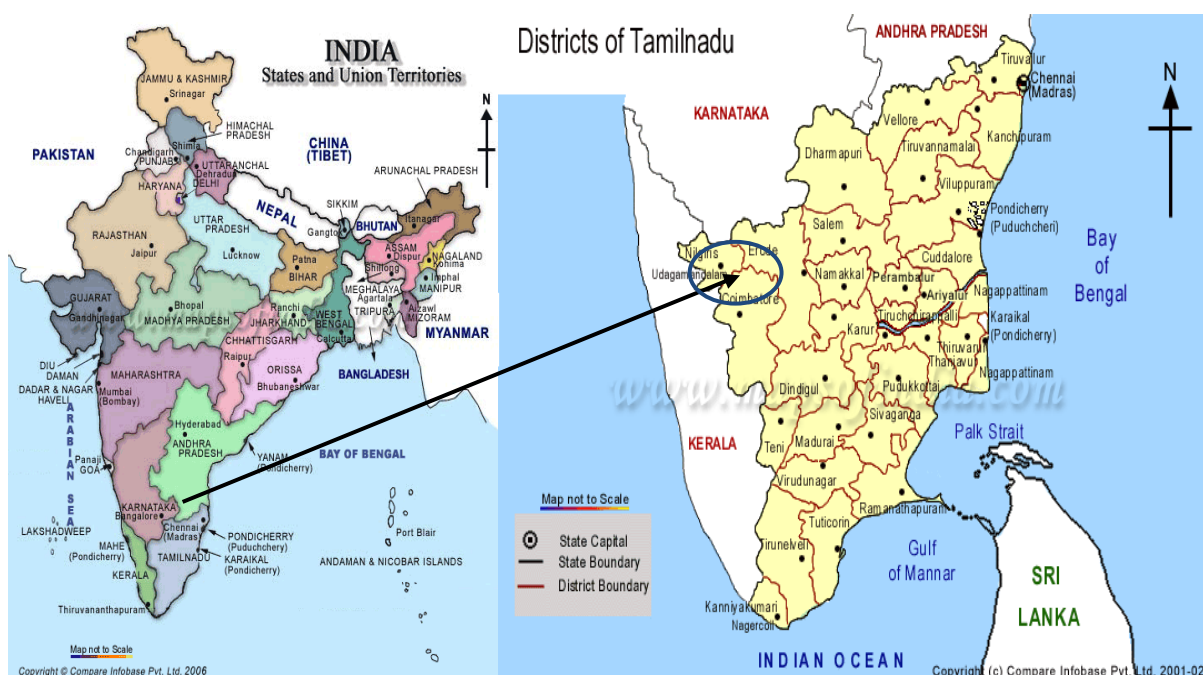 INDIA
States and Union Territories
N
JAMMU & KASHMIR
Srinagar
HIMACHAL
PRADESH
Shimla
Chandigarh
PUNJAB
UTTARANCHAL
Dehradun
PAKISTAN
CHINA
(TIBET)
HARYANA
DELHI
ARUNACHAL PRADESH
Itanagar
NEPAL
SIKKIM
Gangtok
BHUTAN
UTTAR
PRADESH
Lucknow
RAJASTHAN
Jaipur
ASSAM
Dispur
NAGALAND
Kohima
Shillong
MEGHALAYA
Imphal
MANIPUR
Agartala
TRIPURA
Aizawl
MIZORAM
MYANMAR
Patna
BIHAR
GUJARAT
Gandhinagar
Bhopal
MADHYA PRADESH
Ranchi
JHARKHAND
WEST
BENGAL
Calcutta
BANGLADESH
CHHATTISGARH
Raipur
ORISSA
Bhubaneshwar
DIU
DAMAN
DADAR & NAGAR
HAVELI
MAHARASHTRA
Mumbai
(Bombay)
ARABIAN SEA
Hyderabad
ANDHRA
PRADESH
YANAM
(Pondicherry)
BAY OF BENGAL
Panaji
GOA
KARNATAKA
Bangalore
LAKSHADWEEP
Chennai
(Madras)
PONDICHERRY
(Puduchchery)
MAHE
(Pondicherry)
TAMILNADU
KARAIKAL
(Pondicherry)
KERALA
Thiruvananthapuram
Port Blair
ANDAMAN & NICOBAR ISLANDS
Map not to Scale
Copyright © Compare Infobase Pvt. Ltd. 2006
Districts of Tamilnadu
ANDHRA PRADESH
N
KARNATAKA
Tiruvallur
Chennai
(Madras)
Vellore
Kanchipuram
Dharmapuri
Tiruvannamalai
Viluppuram
Pondicherry
(Puduchcheri)
Salem
Cuddalore
Bay
of
Bengal
Nilgiris
Erode
Udagamandalam
Namakkal
Perambalur
Ariyalur
Nagappattinam
Coimbatore
Tiruchchirappalli
Karaikal
(Pondicherry)
Karur
Thiruvarur
Thanjavur
Nagappattinam
Dindigul
Pudukkottai
www.mapsofindia.com
Sivaganga
KERALA
Teni
Madurai
Palk Strait
Virudunagar
Ramanathapuram
Map not to Scale
State Capital
State Boundary
District Boundary
Tuticorin
Tirunelveli
Gulf
of Mannar
SRI
LANKA
Kanniyakumari
Nagercoil
INDIAN OCEAN
Copyright (c) Compare Infobase Pvt. Ltd. 2001-02